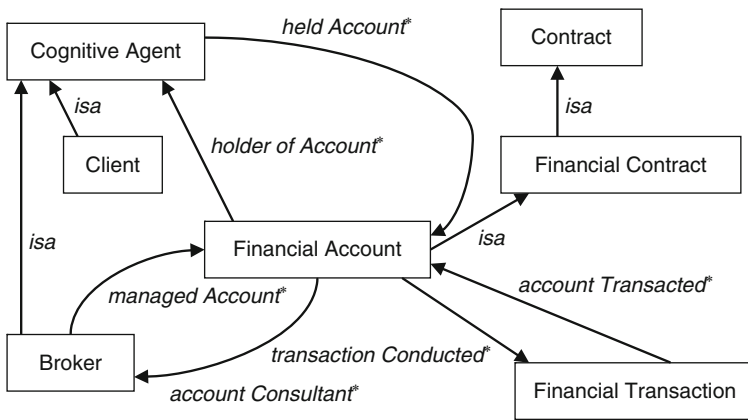 held Account*
Contract
Cognitive Agent
isa
isa
Client
holder of Account*
Financial Contract
Financial Account
isa
isa
account Transacted*
managed Account*
Broker
transaction Conducted*
account Consultant*
Financial Transaction